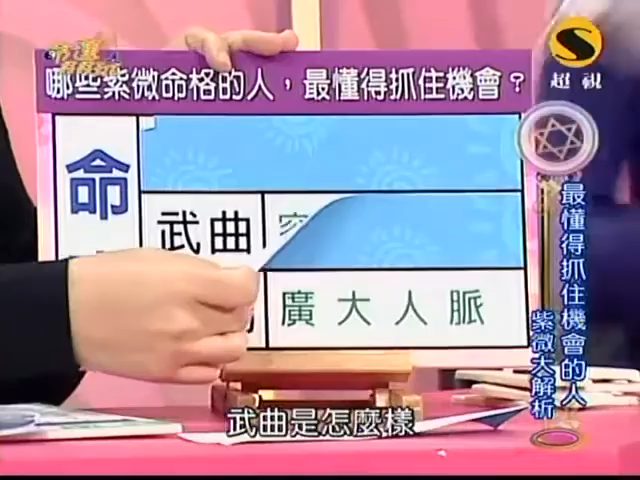 超視
哪些紫微命格的人，最懂得抓住機會？
命
武曲
廣大人脈
最懂得抓住機會的人
紫微大解析
武曲是怎麼樣